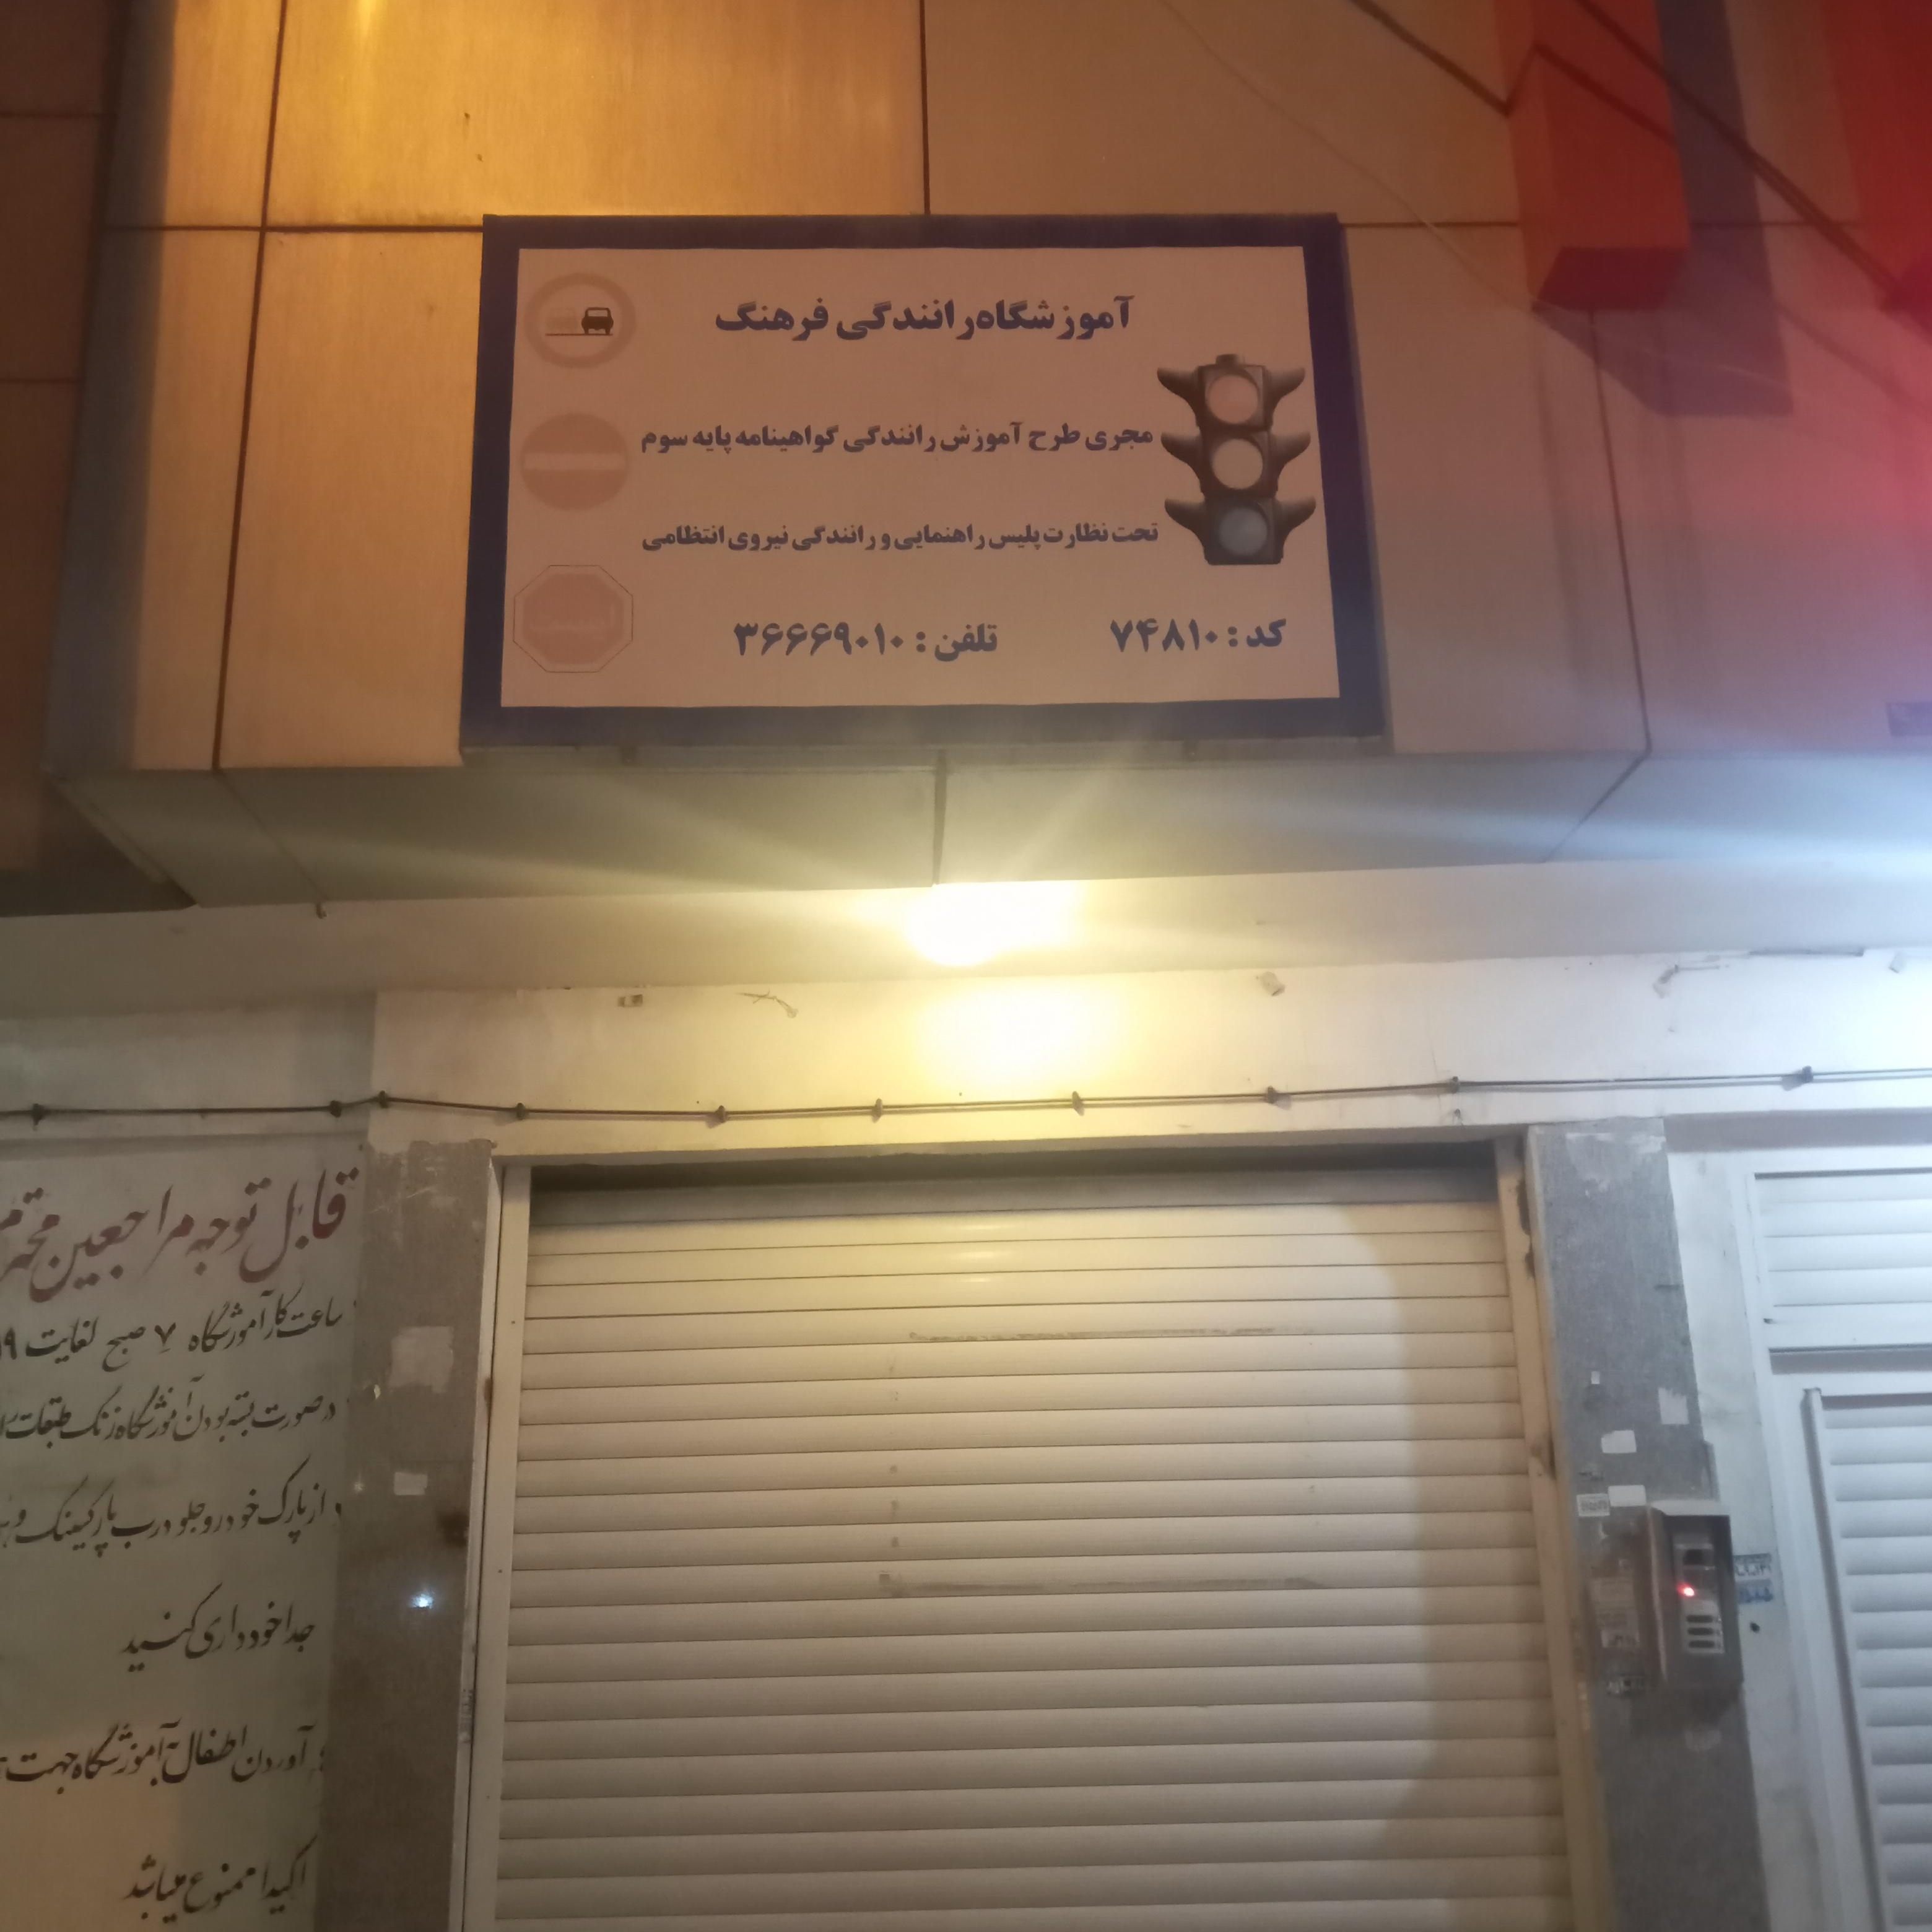 آموزشگاه رانندگی فرهنگ
مجری طرح آموزش رانندگی گواهینامه پایه سوم
تحت نظارت پلیس راهنمایی و رانندگی نیروی انتظامی
کد : ۷۴۸۱۰ تلفن : ۳۶۶۶۹۰۱۰
قابل توجه مراجعین
ساعت کار آموزشگاه ۷ صبح لغایت ۱۹
در صورت بسته بودن آموزشگاه زنگ طبقات
از پارک خودرو جلو درب پارکینگ و
جدا خودداری کنید
آوردن اطفال به آموزشگاه جهت
اکیدا ممنوع میباشد